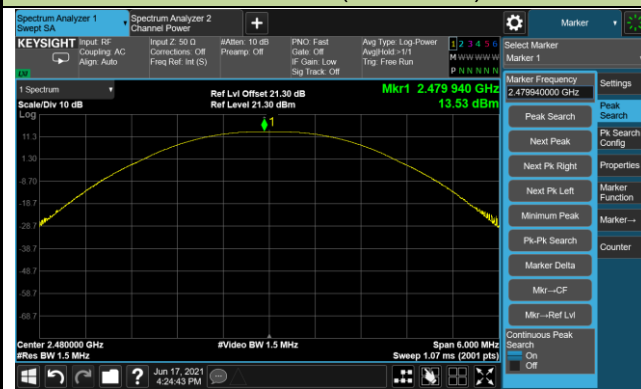 Spectrum Analyzer 1
Swept SA
Spectrum Analyzer 2
Channel Power
Marker
KEYSIGHT
Input: RF
Coupling: AC
Align: Auto
Input Z: 50 Ω
Corrections: Off
Freq Ref: Int (S)
#Atten: 10 dB
Preamp: Off
PNO: Fast
Gate: Off
IF Gain: Low
Sig Track: Off
Avg Type: Log-Power
Avg|Hold:>1/1
Trig: Free Run
1 2 3 4 5 6
M W W W W W
P N N N N N
Select Marker
Marker 1
1 Spectrum
Scale/Div 10 dB
Log
Ref Lvl Offset 21.30 dB
Ref Level 21.30 dBm
Mkr1 2.479 940 GHz
13.53 dBm
1
11.3
1.30
-8.70
-18.7
-28.7
-38.7
-48.7
-58.7
-68.7
Center 2.480000 GHz
#Res BW 1.5 MHz
#Video BW 1.5 MHz
Span 6.000 MHz
Sweep 1.07 ms (2001 pts)
Marker Frequency
2.479940000 GHz
Peak Search
Next Peak
Next Pk Right
Next Pk Left
Minimum Peak
Pk-Pk Search
Marker Delta
Mkr→CF
Mkr→Ref Lvl
Continuous Peak
Search
On
Off
Settings
Peak
Search
Pk Search
Config
Properties
Marker
Function
Marker→
Counter
Jun 17, 2021
4:24:43 PM